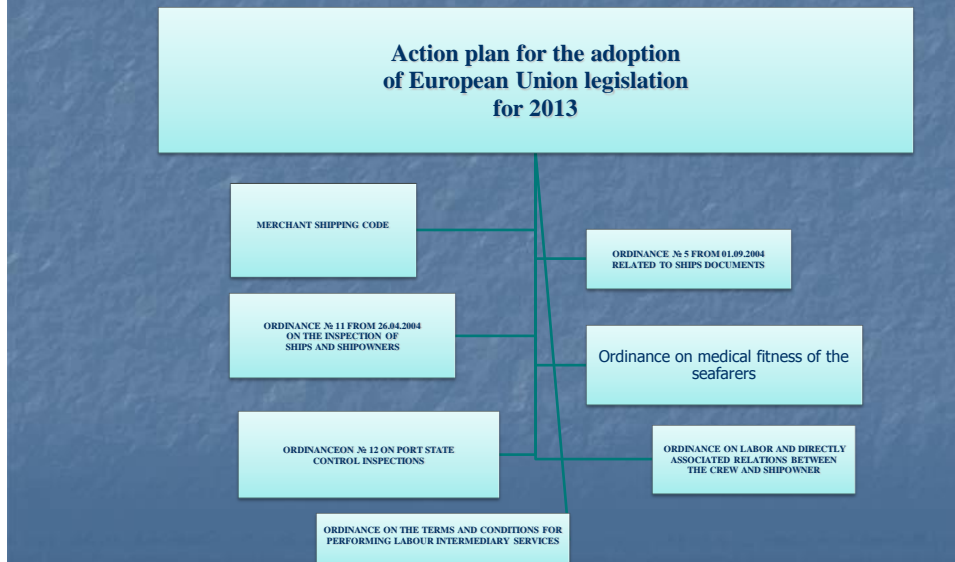 Action plan for the adoption
of European Union legislation
for 2013
MERCHANT SHIPPING CODE
ORDINANCE № 5 FROM 01.09.2004
RELATED TO SHIPS DOCUMENTS
ORDINANCE № 11 FROM 26.04.2004
ON THE INSPECTION OF
SHIPS AND SHIPOWNERS
Ordinance on medical fitness of the
seafarers
ORDINANCEON № 12 ON PORT STATE
CONTROL INSPECTIONS
ORDINANCE ON LABOR AND DIRECTLY
ASSOCIATED RELATIONS BETWEEN
THE CREW AND SHIPOWNER
ORDINANCE ON THE TERMS AND CONDITIONS FOR
PERFORMING LABOUR INTERMEDIARY SERVICES